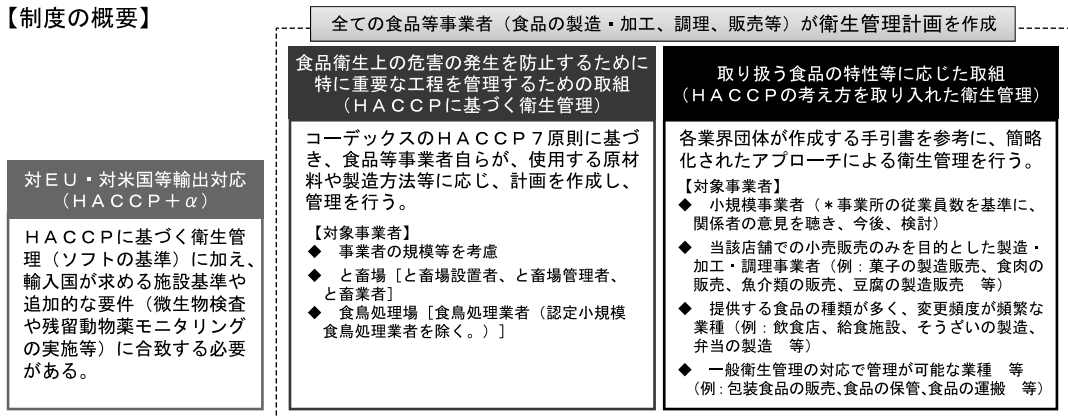 【制度の概要】
全ての食品等事業者（食品の製造・加工、調理、販売等）が衛生管理計画を作成
対ＥＵ・対米国等輸出対応
（ＨＡＣＣＰ＋α）
ＨＡＣＣＰに基づく衛生管
理（ソフトの基準）に加え、
輸入国が求める施設基準や
追加的な要件（微生物検査
や残留動物薬モニタリング
の実施等）に合致する必要
がある。
食品衛生上の危害の発生を防止するために
特に重要な工程を管理するための取組
（ＨＡＣＣＰに基づく衛生管理）
コーデックスのＨＡＣＣＰ７原則に基づ
き、食品等事業者自らが、使用する原材
料や製造方法等に応じ、計画を作成し、
管理を行う。
【対象事業者】
◆　事業者の規模等を考慮
◆　と畜場［と畜場設置者、と畜場管理者、
と畜業者］
◆　食鳥処理場［食鳥処理業者（認定小規模
食鳥処理業者を除く。）］
取り扱う食品の特性等に応じた取組
（ＨＡＣＣＰの考え方を取り入れた衛生管理）
各業界団体が作成する手引書を参考に、簡略
化されたアプローチによる衛生管理を行う。
【対象事業者】
◆　小規模事業者（＊事業所の従業員数を基準に、
関係者の意見を聴き、今後、検討）
◆　当該店舗での小売販売のみを目的とした製造・
加工・調理事業者（例：菓子の製造販売、食肉の
販売、魚介類の販売、豆腐の製造販売　等）
◆　提供する食品の種類が多く、変更頻度が頻繁な
業種（例：飲食店、給食施設、そうざいの製造、
弁当の製造　等）
◆　一般衛生管理の対応で管理が可能な業種　等
（例：包装食品の販売、食品の保管、食品の運搬　等）